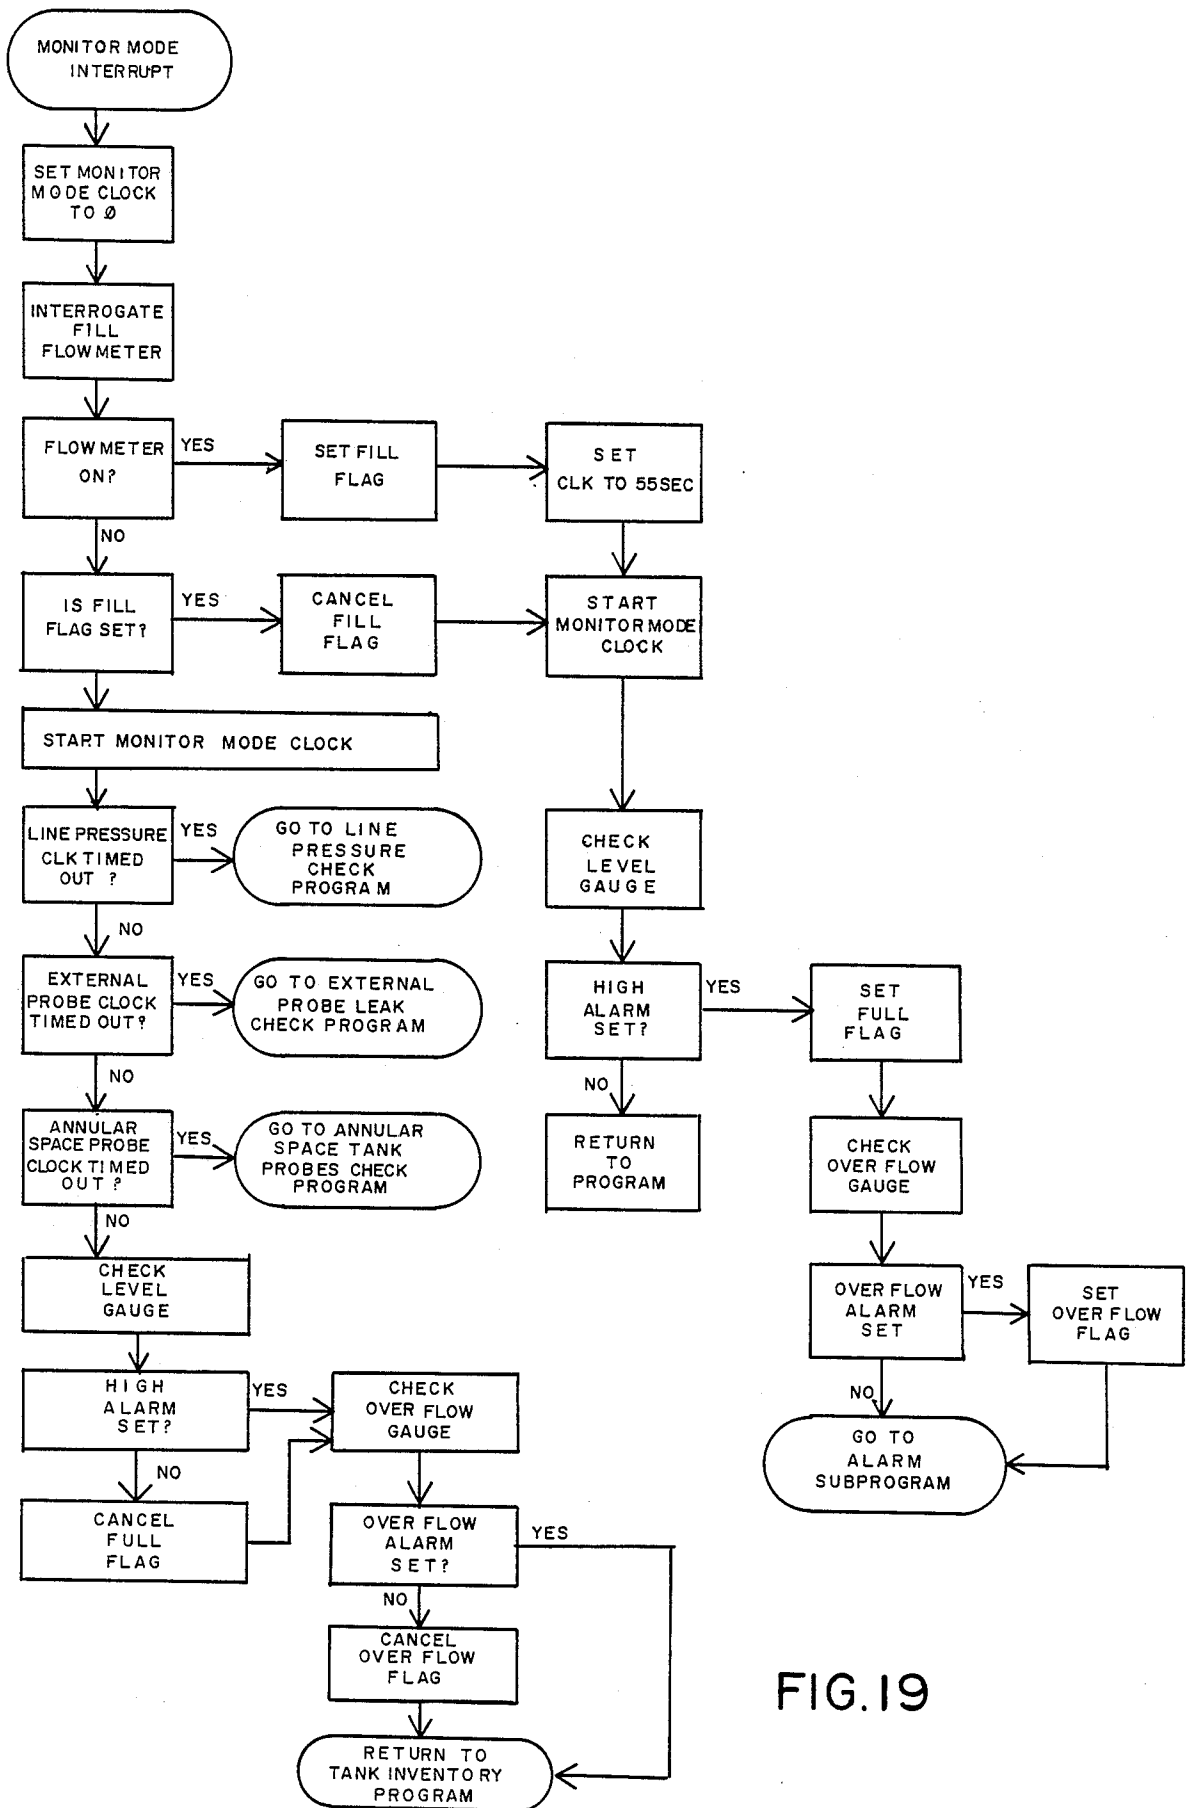 MONITOR MODE
INTERRUPT
SET MONITOR
MODE CLOCK
TO Ø
INTERROGATE
FILL
FLOW METER
FLOW METER
ON?
YES
NO
SET FILL
FLAG
SET
CLK TO 55SEC
IS FILL
FLAG SET?
YES
CANCEL
FILL
FLAG
START
MONITOR MODE
CLOCK
START MONITOR MODE CLOCK
LINE PRESSURE
CLK TIMED
OUT ?
YES
NO
GO TO LINE
PRESSURE
CHECK
PROGRAM
CHECK
LEVEL
GAUGE
EXTERNAL
PROBE CLOCK
TIMED OUT?
YES
NO
GO TO EXTERNAL
PROBE LEAK
CHECK PROGRAM
HIGH
ALARM
SET?
YES
NO
SET
FULL
FLAG
ANNULAR
SPACE PROBE
CLOCK TIMED
OUT ?
YES
NO
GO TO ANNULAR
SPACE TANK
PROBES CHECK
PROGRAM
RETURN
TO
PROGRAM
CHECK
OVER FLOW
GAUGE
CHECK
LEVEL
GAUGE
OVER FLOW
ALARM
SET
YES
NO
SET
OVER FLOW
FLAG
HIGH
ALARM
SET?
YES
NO
CHECK
OVER FLOW
GAUGE
GO TO
ALARM
SUBPROGRAM
CANCEL
FULL
FLAG
OVER FLOW
ALARM
SET?
YES
NO
CANCEL
OVER FLOW
FLAG
RETURN TO
TANK INVENTORY
PROGRAM
FIG.19